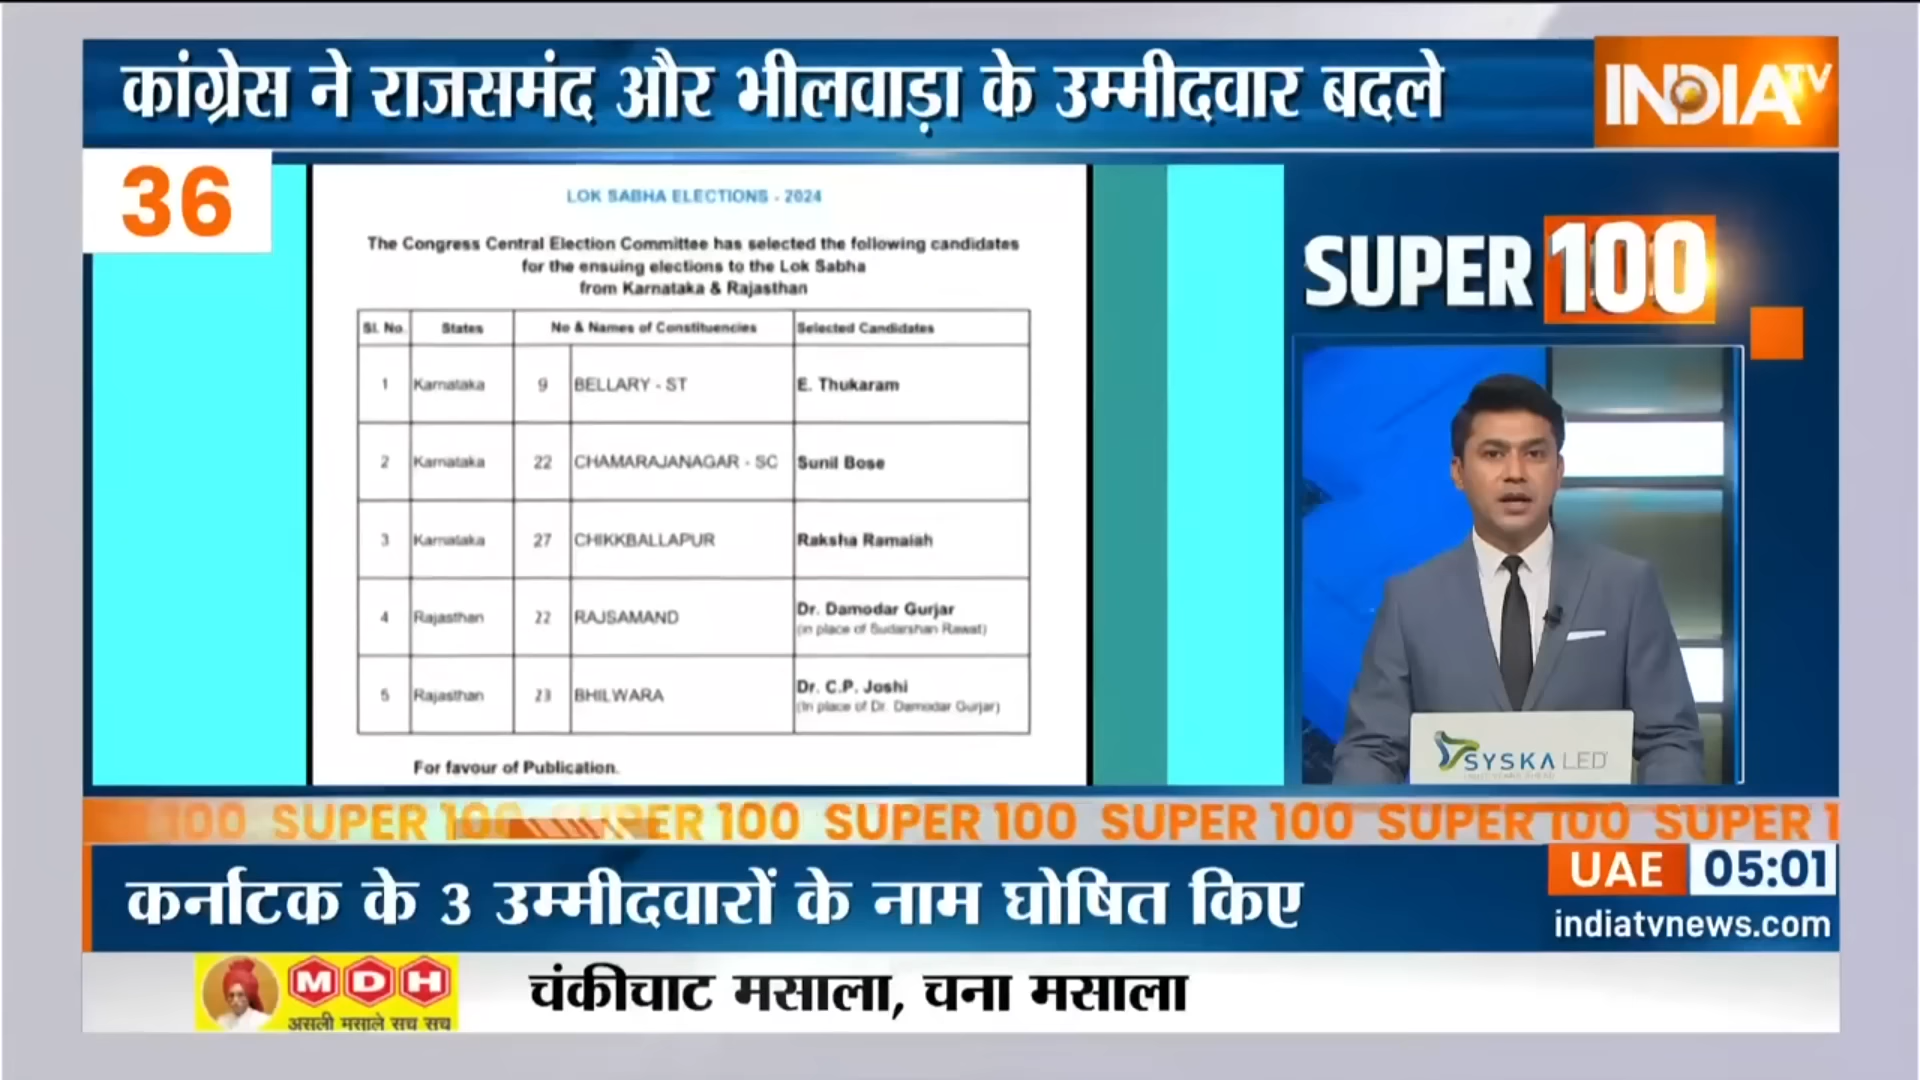 कांग्रेस ने राजसमंद और भीलवाड़ा के उम्मीदवार बदले
INDIA TV
36
LOK SABHA ELECTIONS - 2024
The Congress Central Election Committee has selected the following candidates
for the ensuing elections to the Lok Sabha
from Karnataka & Rajasthan
Sl. No. States No & Names of Constituencies Selected Candidates
1 Karnataka 9 BELLARY - ST E. Thukaram
2 Karnataka 22 CHAMARAJANAGAR - SC Sunil Bose
3 Karnataka 27 CHIKKBALLAPUR Raksha Ramaiah
4 Rajasthan 22 RAJSAMAND Dr. Damodar Gurjar
(in place of Sudarshan Rawat)
5 Rajasthan 23 BHILWARA Dr. C.P. Joshi
(In place of Dr. Damodar Gurjar)
For favour of Publication.
SUPER 100
SYSKA LED
100 SUPER 100 SUPER 100 SUPER 100 SUPER 100 SUPER 100 SUPER 1
कर्नाटक के 3 उम्मीदवारों के नाम घोषित किए
UAE 05:01
indiatvnews.com
MDH
असली मसाले सच सच
चंकीचाट मसाला, चना मसाला